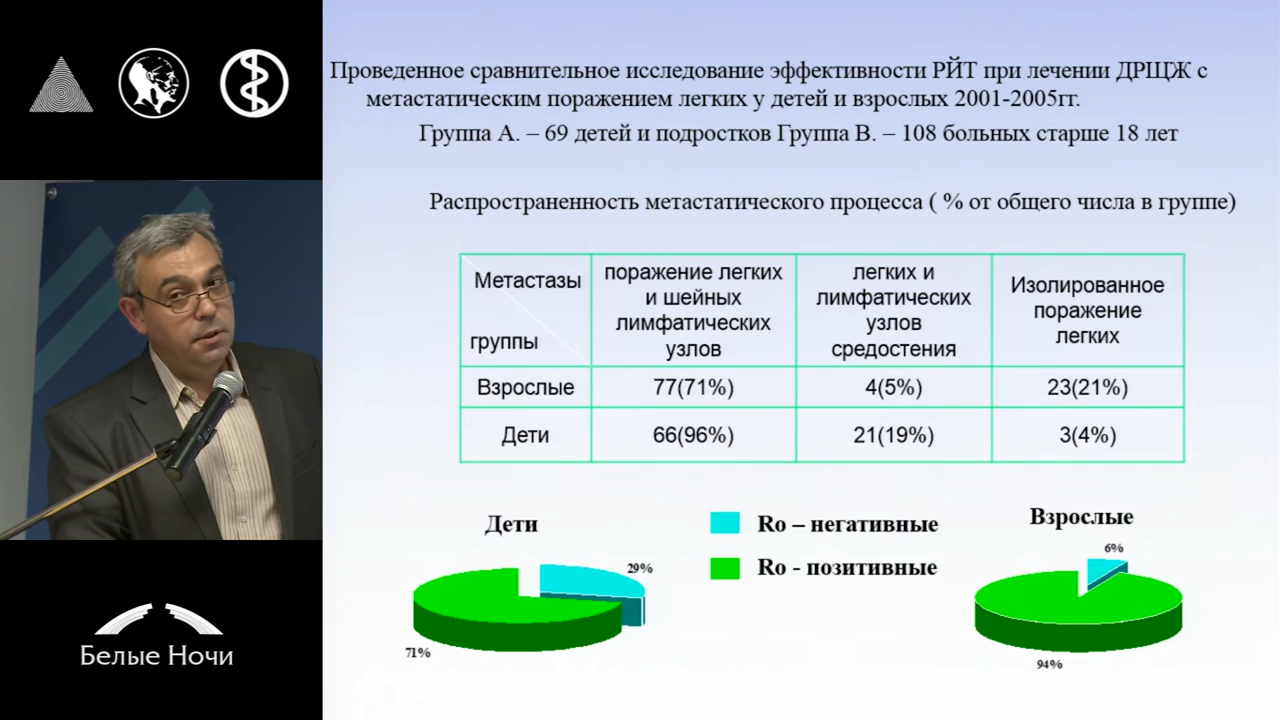 Проведенное сравнительное исследование эффективности РЙТ при лечении ДРЩЖ с
метастатическим поражением легких у детей и взрослых 2001-2005гг.
Группа А. – 69 детей и подростков Группа В. – 108 больных старше 18 лет
Распространенность метастатического процесса ( % от общего числа в группе)
Метастазы
группы
поражение легких
и шейных
лимфатических
узлов
легких и
лимфатических
узлов
средостения
Изолированное
поражение
легких
Взрослые 77(71%) 4(5%) 23(21%)
Дети 66(96%) 21(19%) 3(4%)
Дети
29%
71%
Ro – негативные
Ro - позитивные
Взрослые
6%
94%
Белые Ночи